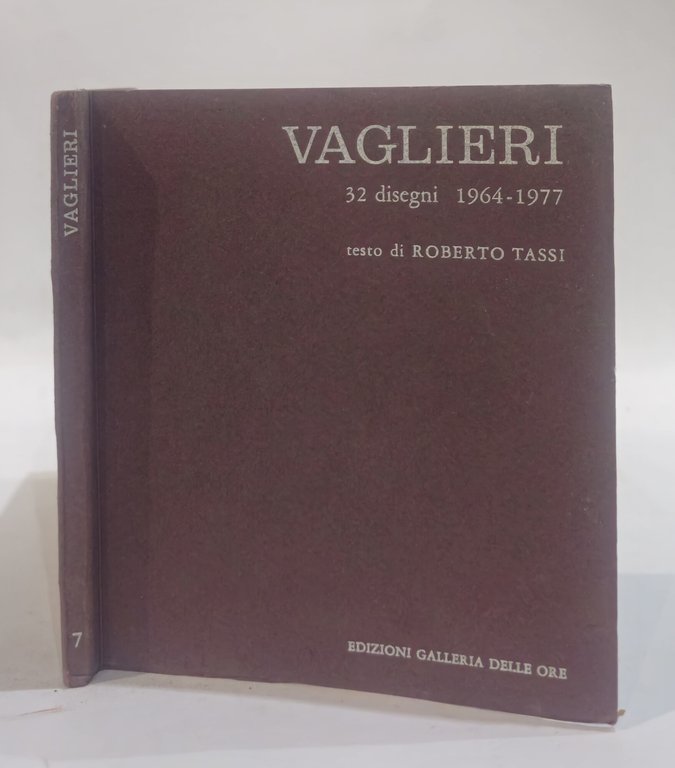 VAGLIERI
7
VAGLIERI
32 disegni 1964-1977
testo di ROBERTO TASSI
EDIZIONI GALLERIA DELLE ORE